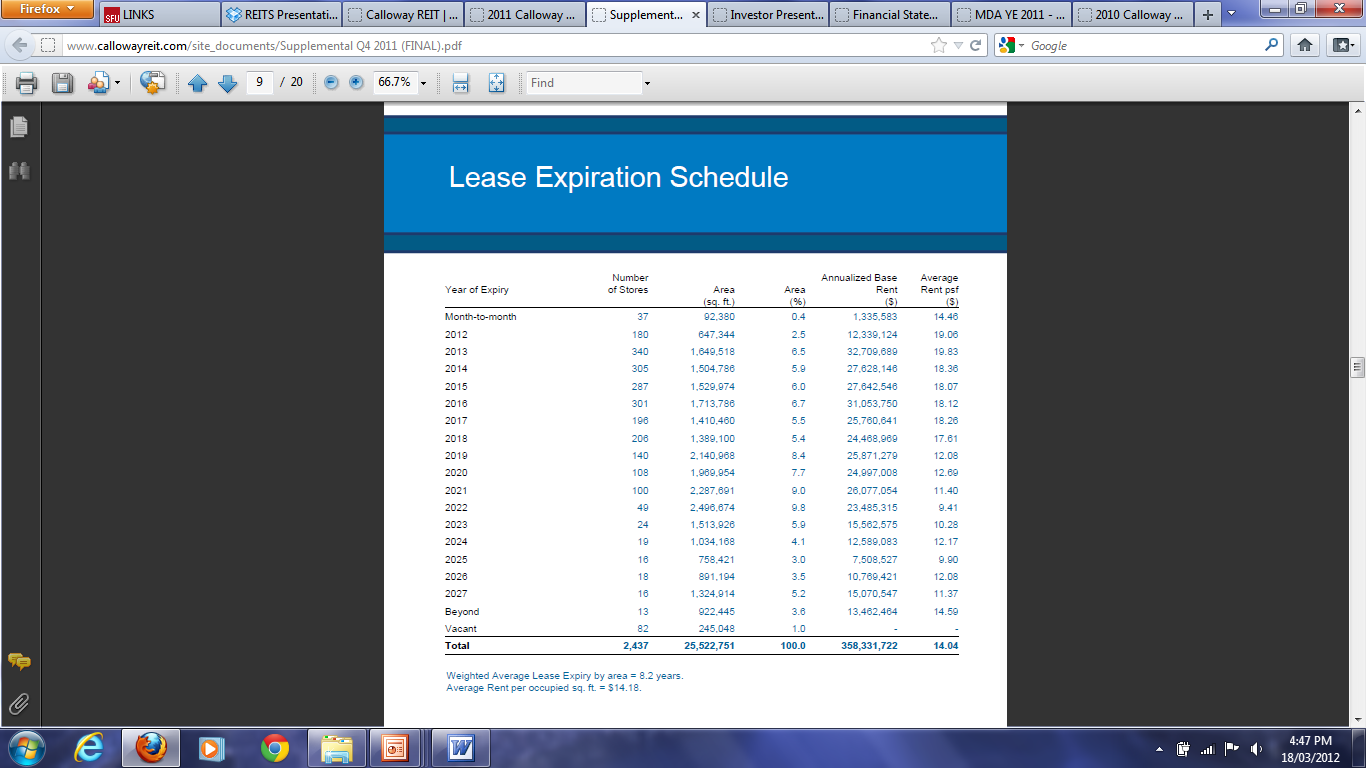 Firefox
SFU LINKS
REITS Presentati...
Calloway REIT | ...
2011 Calloway ...
Supplement...
Investor Present...
Financial State...
MDA YE 2011 - ...
2010 Calloway ...
www.callowayreit.com/site_documents/Supplemental Q4 2011 (FINAL).pdf
Google
9 / 20 66.7% Find
Lease Expiration Schedule
Number Annualized Base Average
Year of Expiry of Stores Area Area Rent Rent psf
(sq. ft.) (%) ($) ($)
Month-to-month 37 92,380 0.4 1,335,583 14.46
2012 180 647,344 2.5 12,339,124 19.06
2013 340 1,649,518 6.5 32,709,689 19.83
2014 305 1,504,786 5.9 27,628,146 18.36
2015 287 1,529,974 6.0 27,642,546 18.07
2016 301 1,713,786 6.7 31,053,750 18.12
2017 196 1,410,460 5.5 25,760,641 18.26
2018 206 1,389,100 5.4 24,468,969 17.61
2019 140 2,140,968 8.4 25,871,279 12.08
2020 108 1,969,954 7.7 24,997,008 12.69
2021 100 2,287,691 9.0 26,077,054 11.40
2022 49 2,496,674 9.8 23,485,315 9.41
2023 24 1,513,926 5.9 15,562,575 10.28
2024 19 1,034,168 4.1 12,589,083 12.17
2025 16 758,421 3.0 7,508,527 9.90
2026 18 891,194 3.5 10,769,421 12.08
2027 16 1,324,914 5.2 15,070,547 11.37
Beyond 13 922,445 3.6 13,462,464 14.59
Vacant 82 245,048 1.0 - -
Total 2,437 25,522,751 100.0 358,331,722 14.04
Weighted Average Lease Expiry by area = 8.2 years.
Average Rent per occupied sq. ft. = $14.18.
4:47 PM
18/03/2012